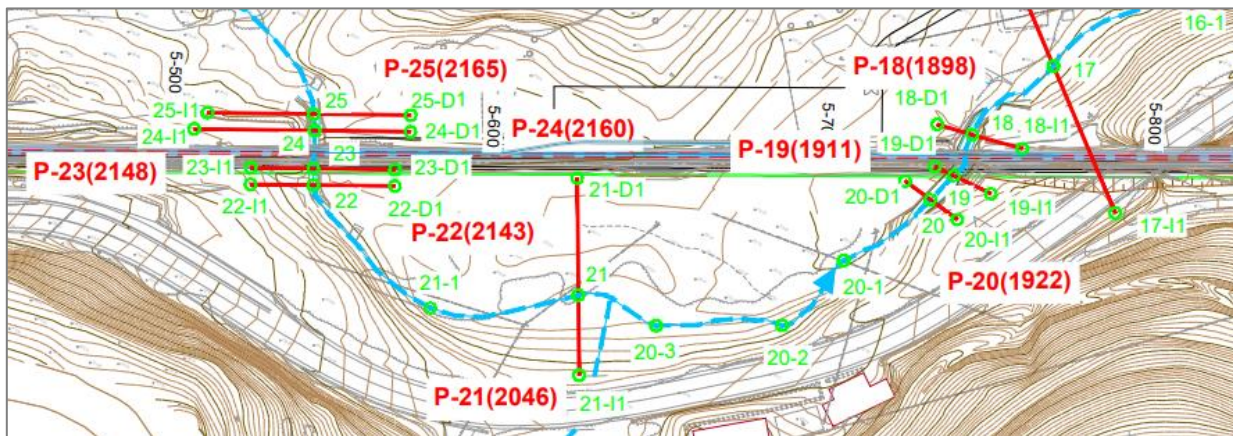 16-1
5-500
P-25(2165)
P-18(1898)
17
25-I1
25
25-D1
5-600
18-D1
5-800
24-I1
24
24-D1
P-24(2160)
18
18-I1
P-23(2148)
23-I1
23
23-D1
P-19(1911)
19-D1
22-I1
22
22-D1
21-D1
20-D1
19
19-I1
20
20-I1
17-I1
P-22(2143)
21-1
21
20-1
P-20(1922)
20-3
20-2
P-21(2046)
21-I1